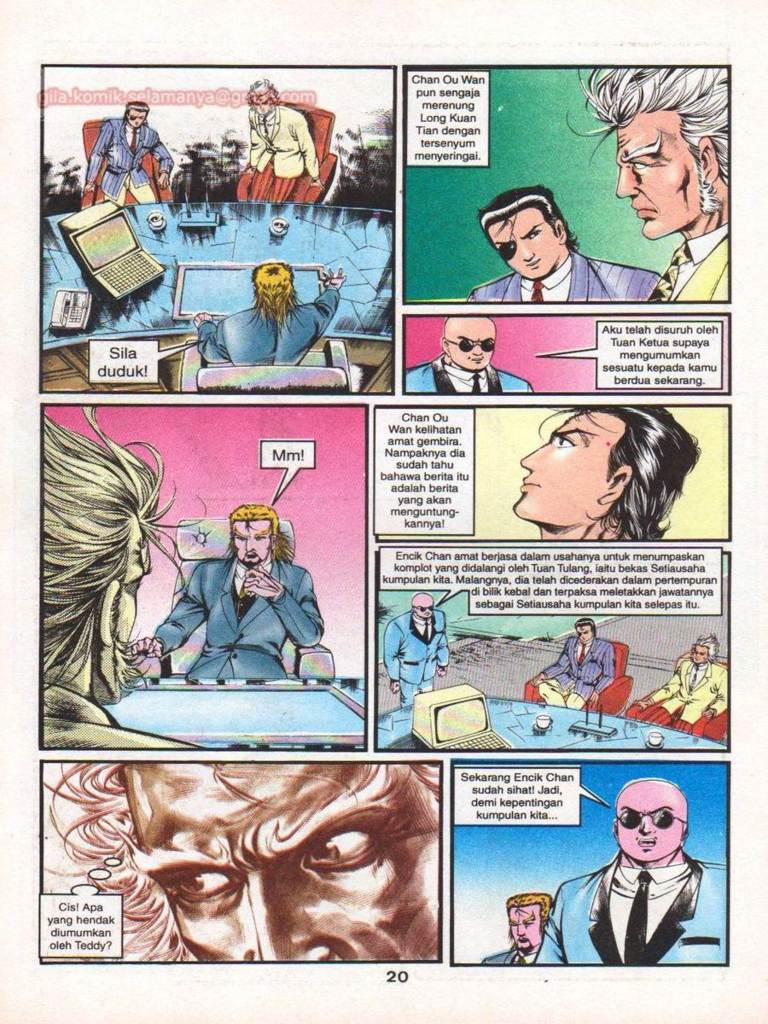 gila.komik.selamanya@g
com
Sila
duduk!
Chan Ou Wan
pun sengaja
merenung
Long Kuan
Tian dengan
tersenyum
menyeringai.
Aku telah disuruh oleh
Tuan Ketua supaya
mengumumkan
sesuatu kepada kamu
berdua sekarang.
Mm!
Chan Ou
Wan kelihatan
amat gembira.
Nampaknya dia
sudah tahu
bahawa berita itu
adalah berita
yang akan
menguntung-
kannya!
Encik Chan amat berjasa dalam usahanya untuk menumpaskan
komplot yang didalangi oleh Tuan Tulang, iaitu bekas Setiausaha
kumpulan kita. Malangnya, dia telah dicederakan dalam pertempuran
di bilik kebal dan terpaksa meletakkan jawatannya
sebagai Setiausaha kumpulan kita selepas itu.
Cis! Apa
yang hendak
diumumkan
oleh Teddy?
Sekarang Encik Chan
sudah sihat! Jadi,
demi kepentingan
kumpulan kita...
20